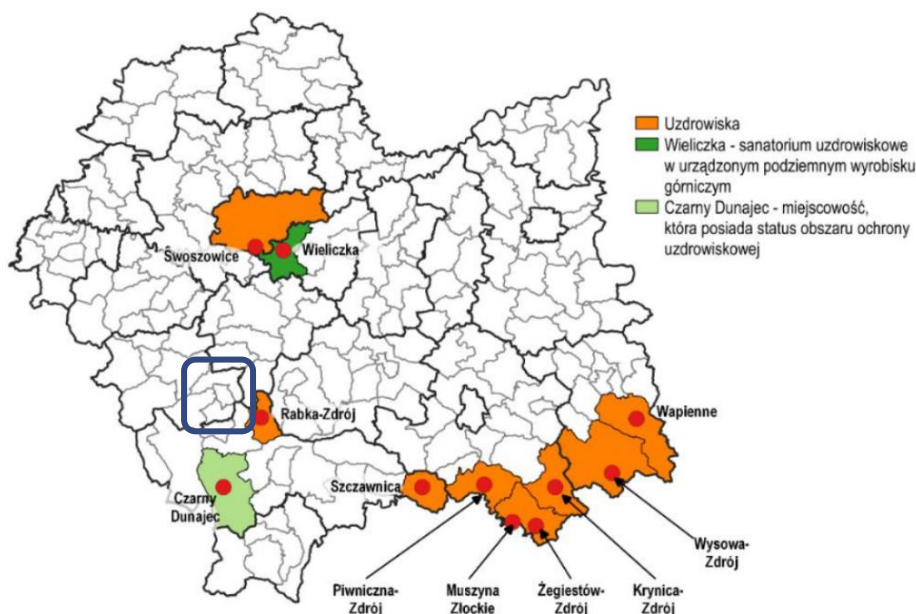 Uzdrowiska
Wieliczka - sanatorium uzdrowiskowe
w urządzonym podziemnym wyrobisku
górniczym
Czarny Dunajec - miejscowość,
która posiada status obszaru ochrony
uzdrowiskowej
Swoszowice
Wieliczka
Rabka-Zdrój
Wapienne
Szczawnica
Czarny
Dunajec
Wysowa-
Zdrój
Piwniczna-
Zdrój
Muszyna
Złockie
Żegiestów-
Zdrój
Krynica-
Zdrój